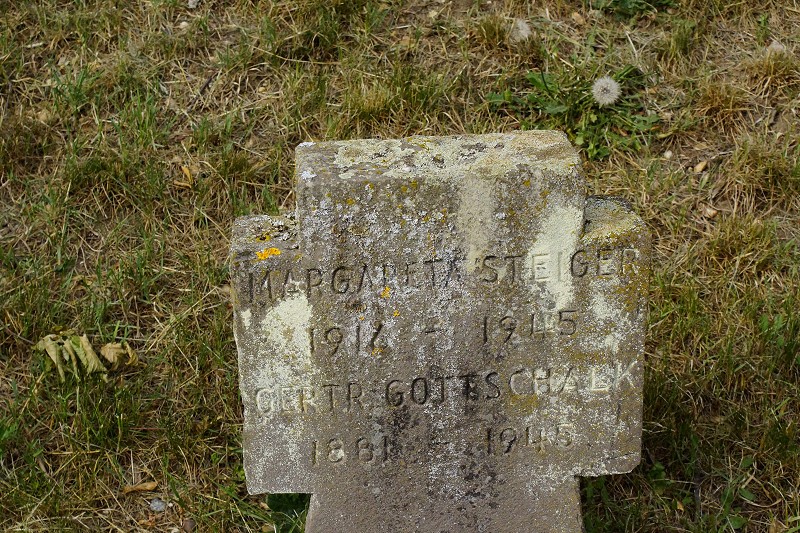 MARGARETA STEIGER
1914 - 1945
GERTR. GOTTSCHALK
1881 - 1945